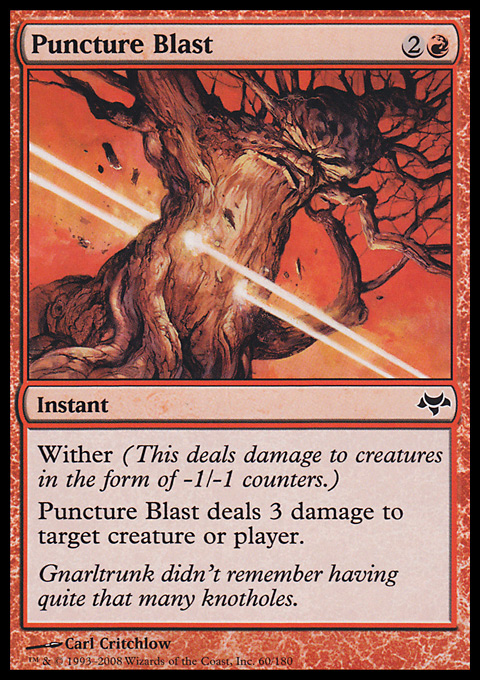 Puncture Blast 2
Instant
Wither (This deals damage to creatures
in the form of -1/-1 counters.)
Puncture Blast deals 3 damage to
target creature or player.
Gnarltrunk didn't remember having
quite that many knotholes.
Carl Critchlow
™ & © 1993–2008 Wizards of the Coast, Inc. 60/180